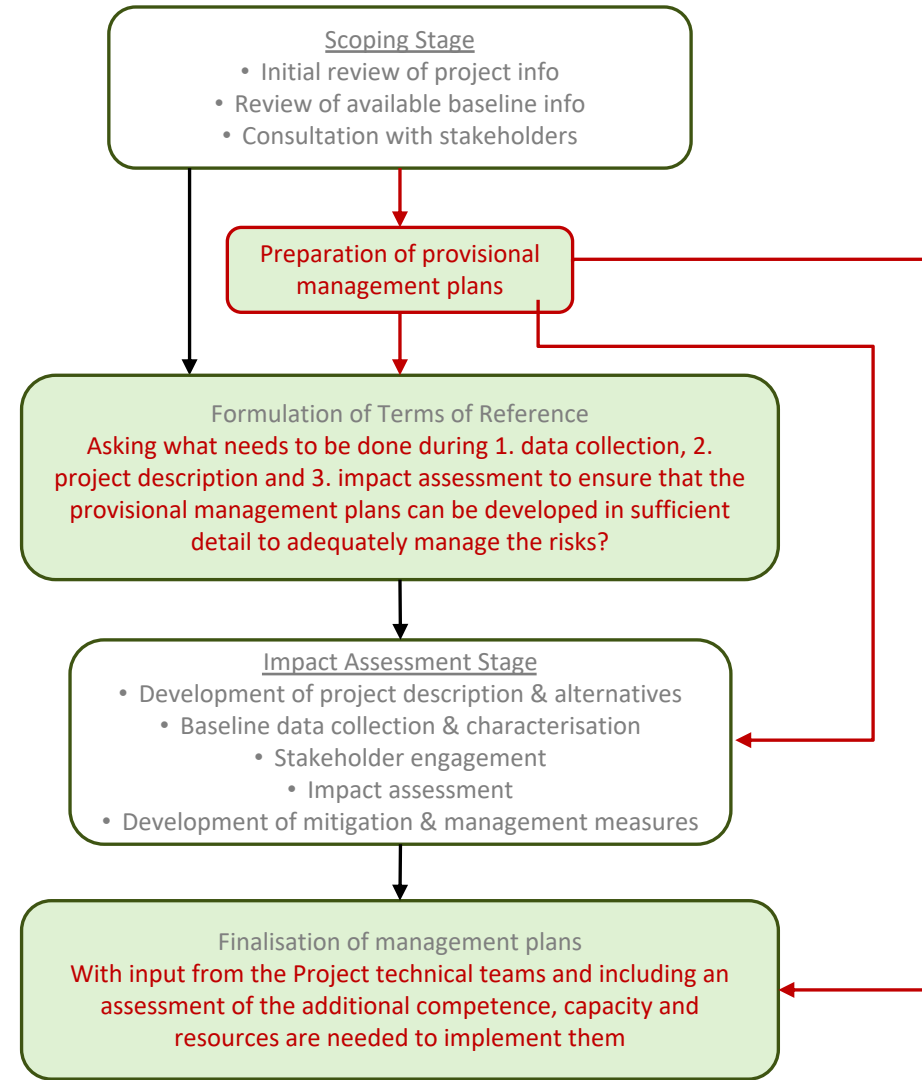 Scoping Stage
• Initial review of project info
• Review of available baseline info
• Consultation with stakeholders
Preparation of provisional
management plans
Formulation of Terms of Reference
Asking what needs to be done during 1. data collection, 2.
project description and 3. impact assessment to ensure that the
provisional management plans can be developed in sufficient
detail to adequately manage the risks?
Impact Assessment Stage
• Development of project description & alternatives
• Baseline data collection & characterisation
• Stakeholder engagement
• Impact assessment
• Development of mitigation & management measures
Finalisation of management plans
With input from the Project technical teams and including an
assessment of the additional competence, capacity and
resources are needed to implement them